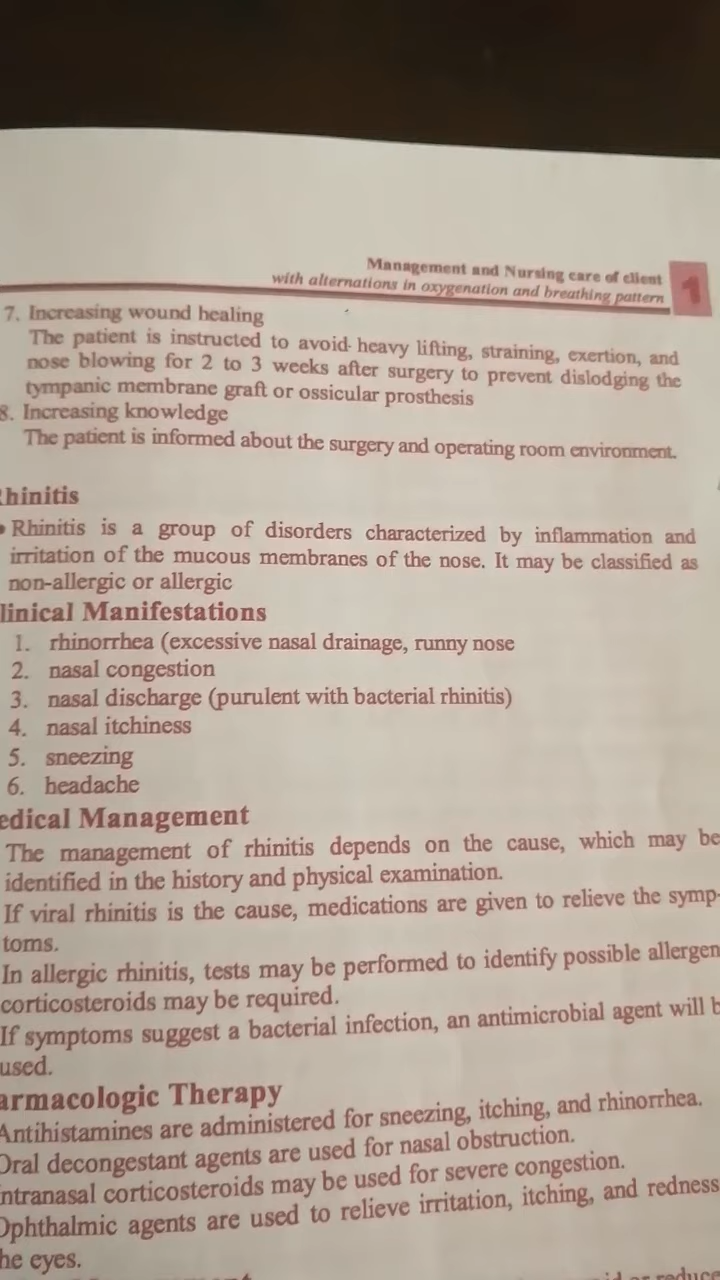 Management and Nursing care of client
with alternations in oxygenation and breathing pattern
1
7. Increasing wound healing
The patient is instructed to avoid heavy lifting, straining, exertion, and
nose blowing for 2 to 3 weeks after surgery to prevent dislodging the
tympanic membrane graft or ossicular prosthesis
8. Increasing knowledge
The patient is informed about the surgery and operating room environment.
hinitis
• Rhinitis is a group of disorders characterized by inflammation and
irritation of the mucous membranes of the nose. It may be classified as
non-allergic or allergic
linical Manifestations
1. rhinorrhea (excessive nasal drainage, runny nose
2. nasal congestion
3. nasal discharge (purulent with bacterial rhinitis)
4. nasal itchiness
5. sneezing
6. headache
edical Management
The management of rhinitis depends on the cause, which may be
identified in the history and physical examination.
If viral rhinitis is the cause, medications are given to relieve the symp-
toms.
In allergic rhinitis, tests may be performed to identify possible allergen
corticosteroids may be required.
If symptoms suggest a bacterial infection, an antimicrobial agent will b
used.
armacologic Therapy
Antihistamines are administered for sneezing, itching, and rhinorrhea.
Oral decongestant agents are used for nasal obstruction.
ntranasal corticosteroids may be used for severe congestion.
Ophthalmic agents are used to relieve irritation, itching, and redness
he eyes.